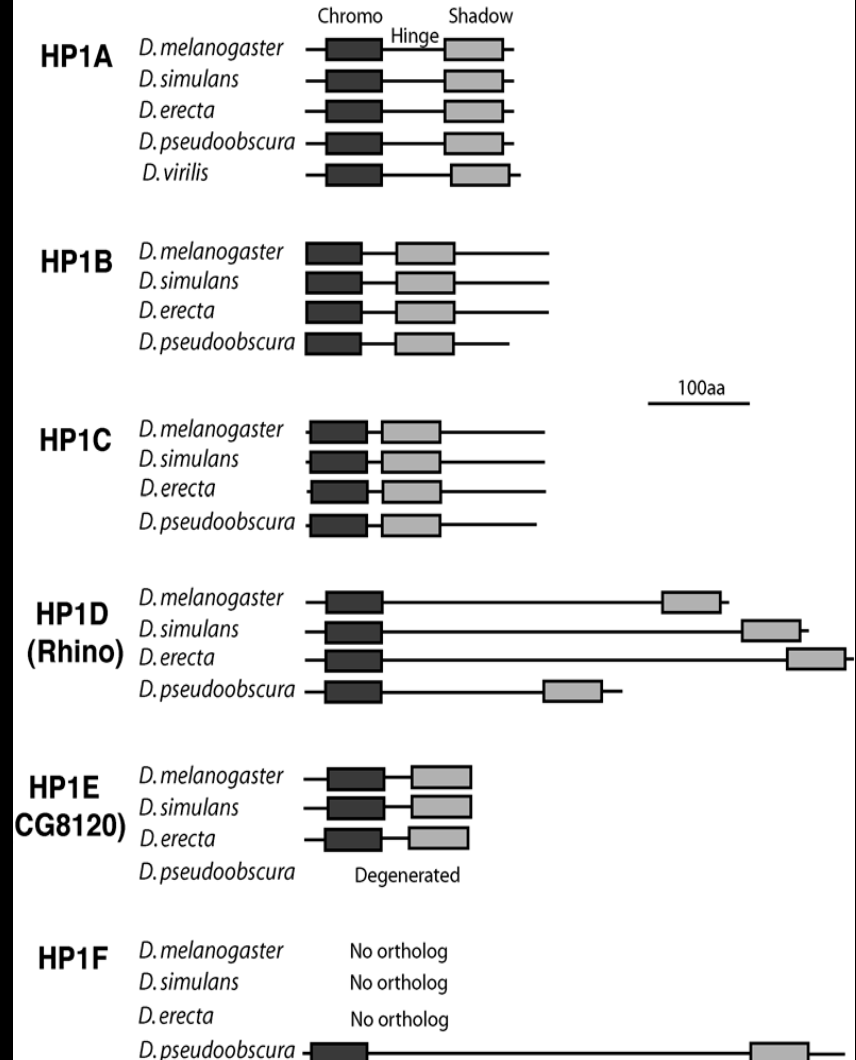 Chromo Shadow
Hinge
HP1A
D. melanogaster
D. simulans
D. erecta
D. pseudoobscura
D. virilis
HP1B
D. melanogaster
D. simulans
D. erecta
D. pseudoobscura
100aa
HP1C
D. melanogaster
D. simulans
D. erecta
D. pseudoobscura
HP1D
(Rhino)
D. melanogaster
D. simulans
D. erecta
D. pseudoobscura
HP1E
CG8120)
D. melanogaster
D. simulans
D. erecta
D. pseudoobscura Degenerated
HP1F
D. melanogaster No ortholog
D. simulans No ortholog
D. erecta No ortholog
D. pseudoobscura